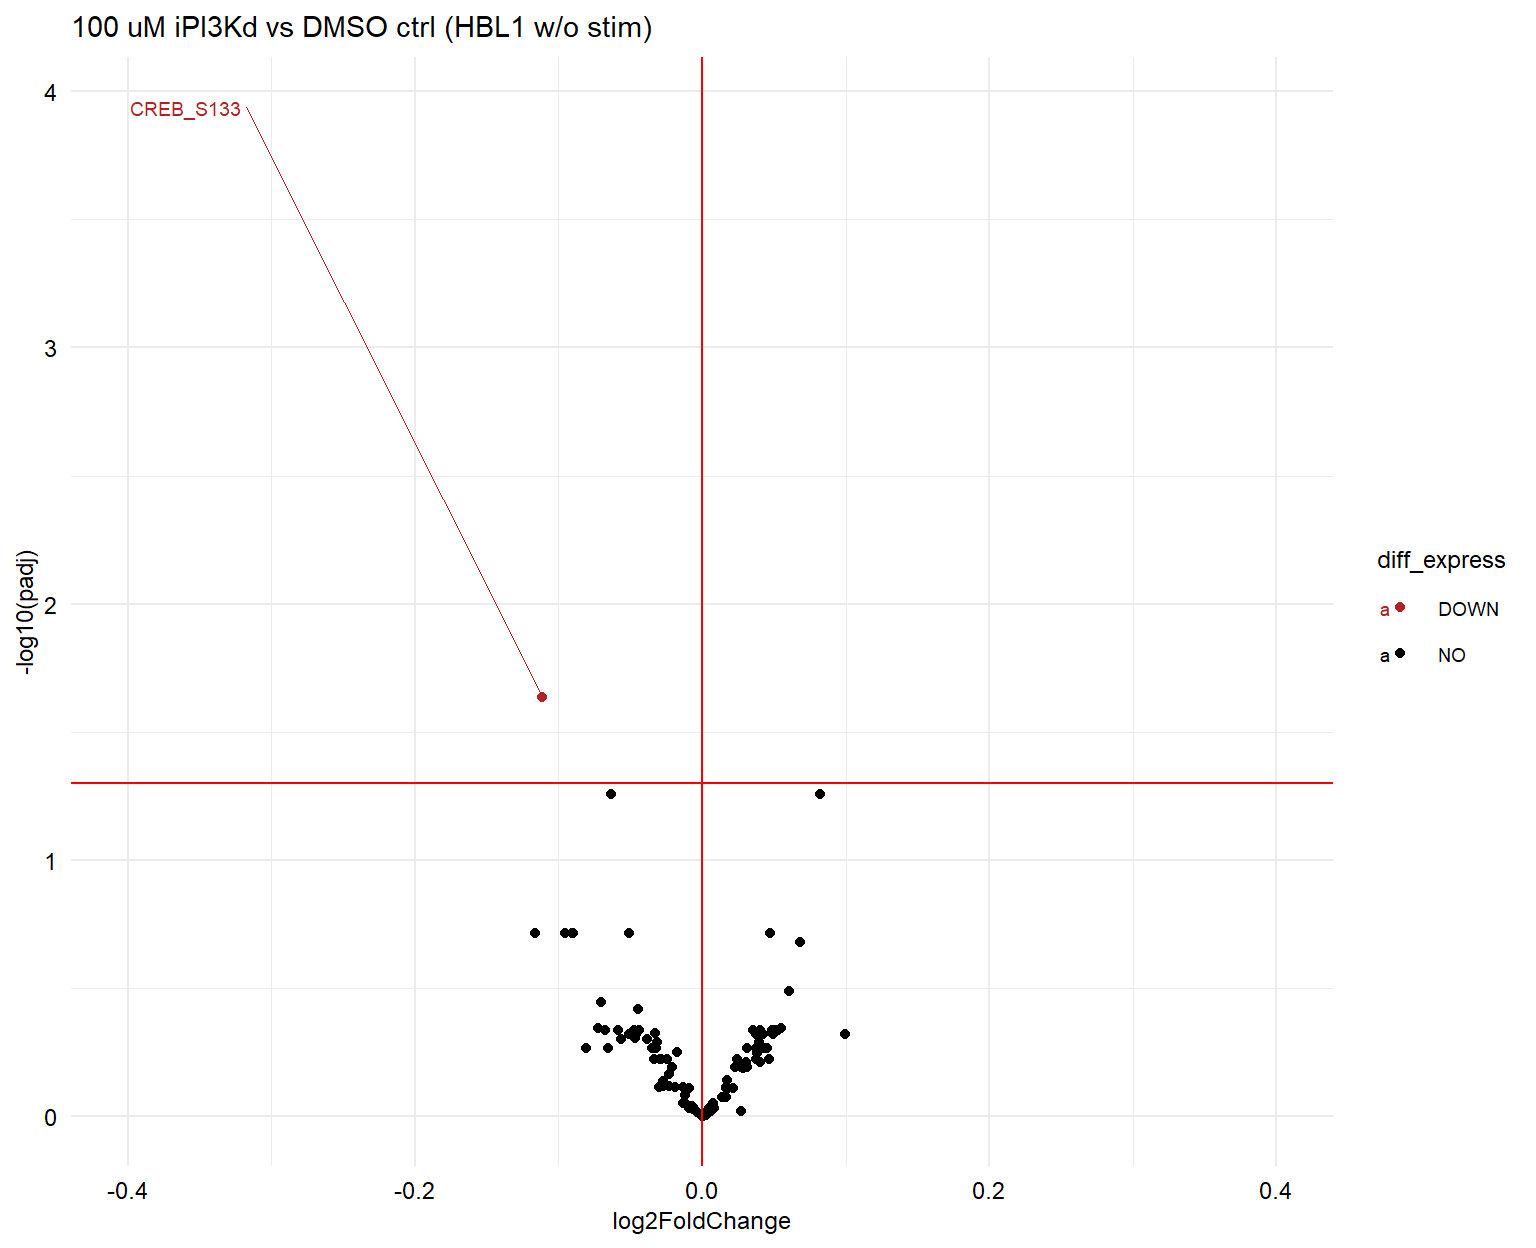 100 uM iPI3Kd vs DMSO ctrl (HBL1 w/o stim)
4
CREB_S133
3
2
1
0
-log10(padj)
-0.4
-0.2
0.0
0.2
0.4
log2FoldChange
diff_express
a DOWN
a NO